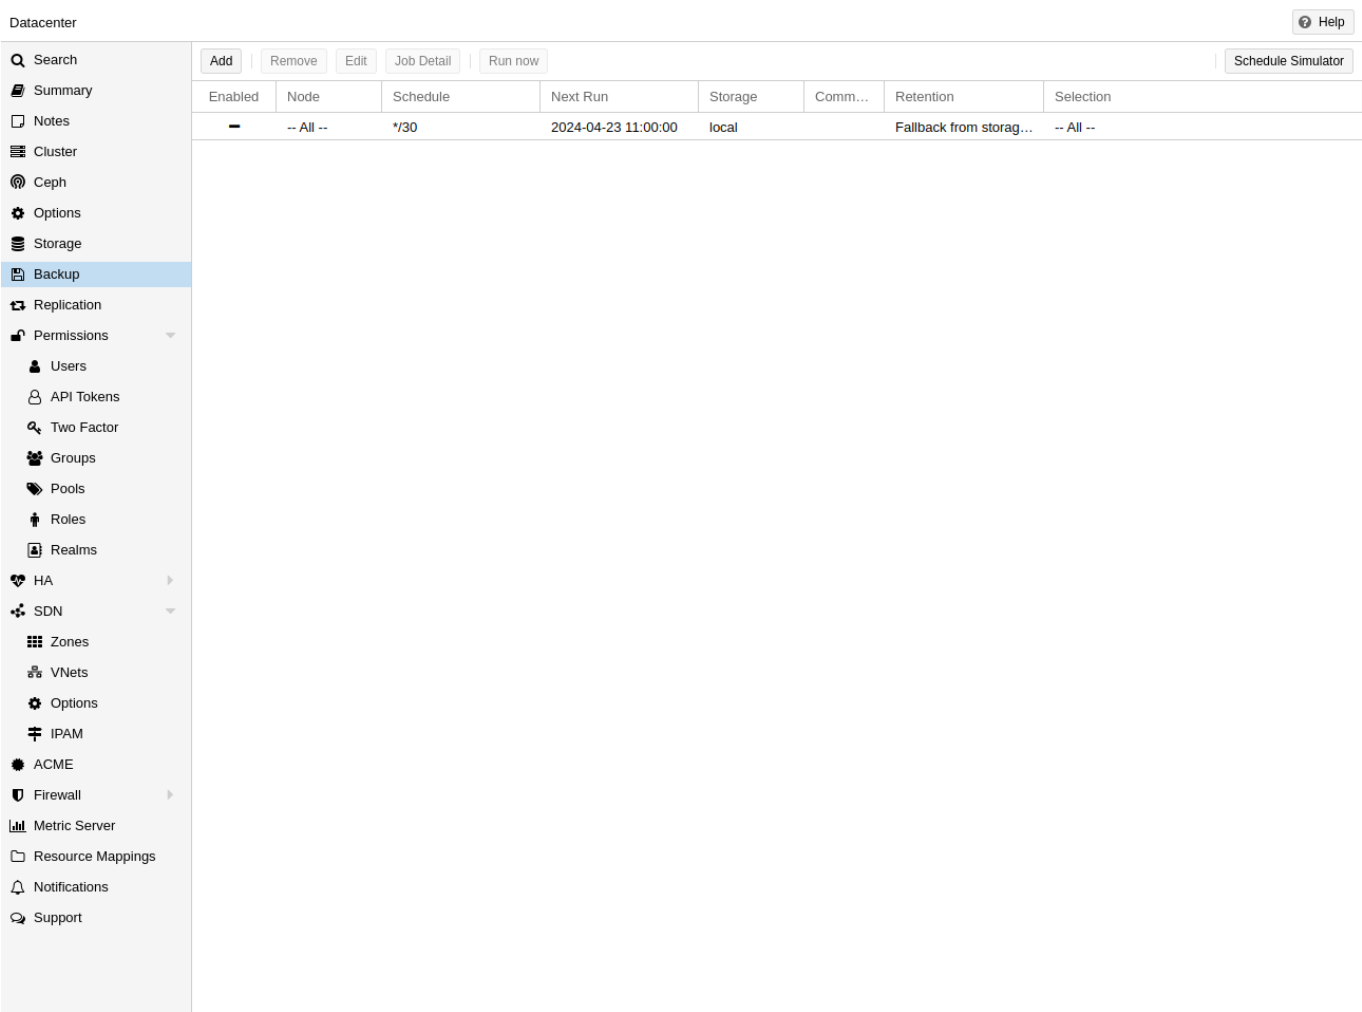 Datacenter
Help
Search
Summary
Notes
Cluster
Ceph
Options
Storage
Backup
Replication
Permissions
Users
API Tokens
Two Factor
Groups
Pools
Roles
Realms
HA
SDN
Zones
VNets
Options
IPAM
ACME
Firewall
Metric Server
Resource Mappings
Notifications
Support
Add Remove Edit Job Detail Run now Schedule Simulator
Enabled Node Schedule Next Run Storage Comm... Retention Selection
-- All -- */30 2024-04-23 11:00:00 local Fallback from storag... -- All --